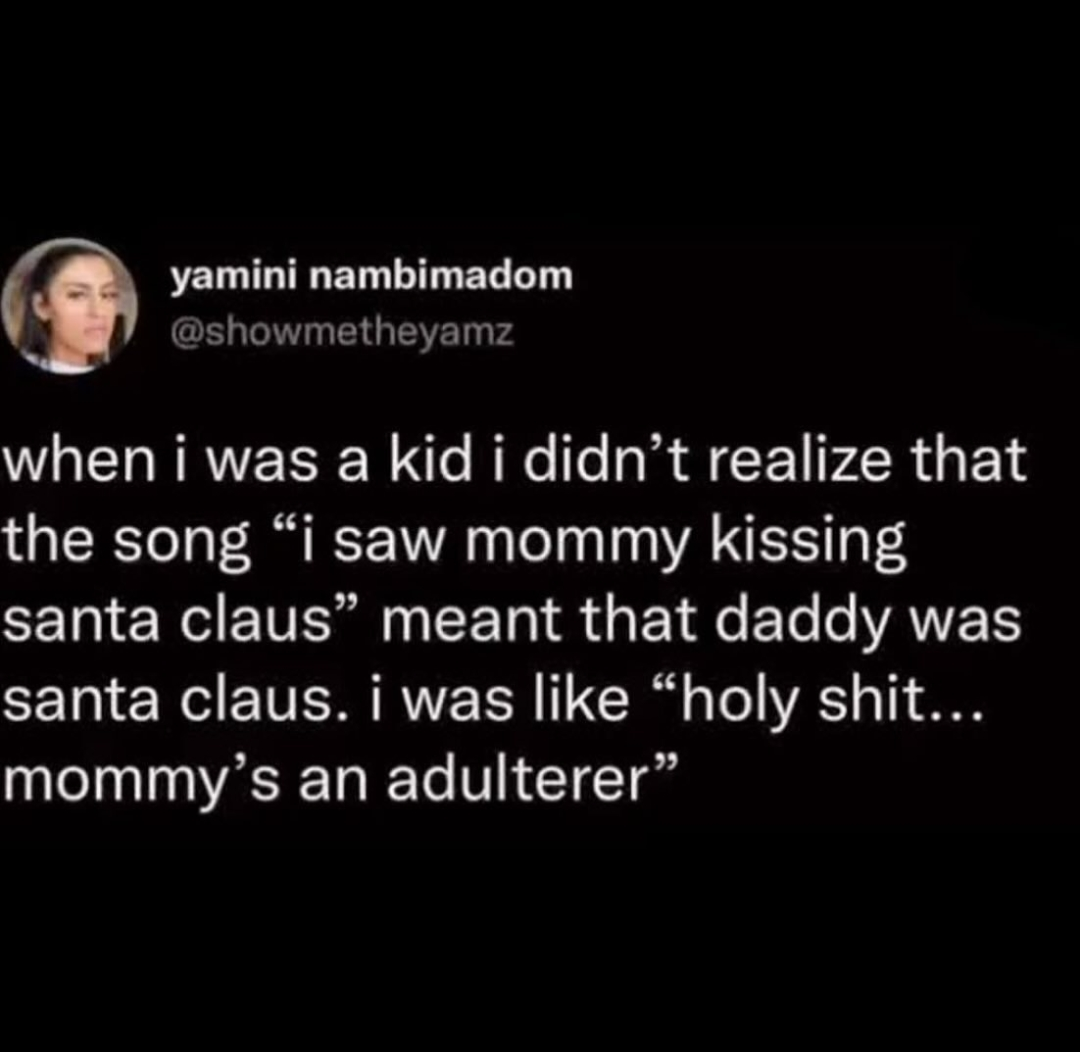 yamini nambimadom
@showmetheyamz
when i was a kid i didn’t realize that
the song “i saw mommy kissing
santa claus” meant that daddy was
santa claus. i was like “holy shit...
mommy’s an adulterer”